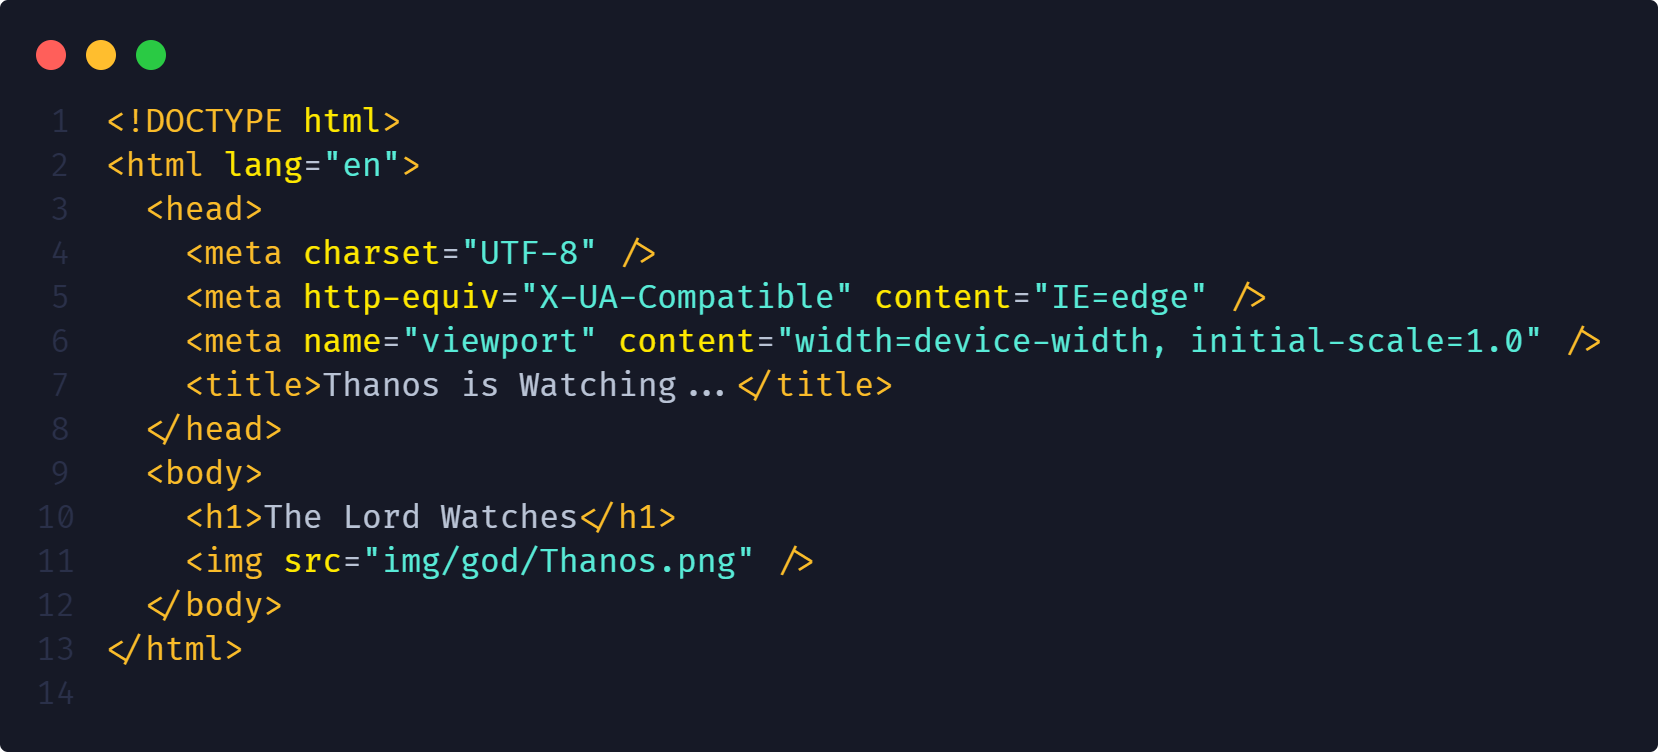 1 <!DOCTYPE html>
2 <html lang="en">
3   <head>
4     <meta charset="UTF-8" />
5     <meta http-equiv="X-UA-Compatible" content="IE=edge" />
6     <meta name="viewport" content="width=device-width, initial-scale=1.0" />
7     <title>Thanos is Watching...</title>
8   </head>
9   <body>
10     <h1>The Lord Watches</h1>
11     <img src="img/god/Thanos.png" />
12   </body>
13 </html>
14